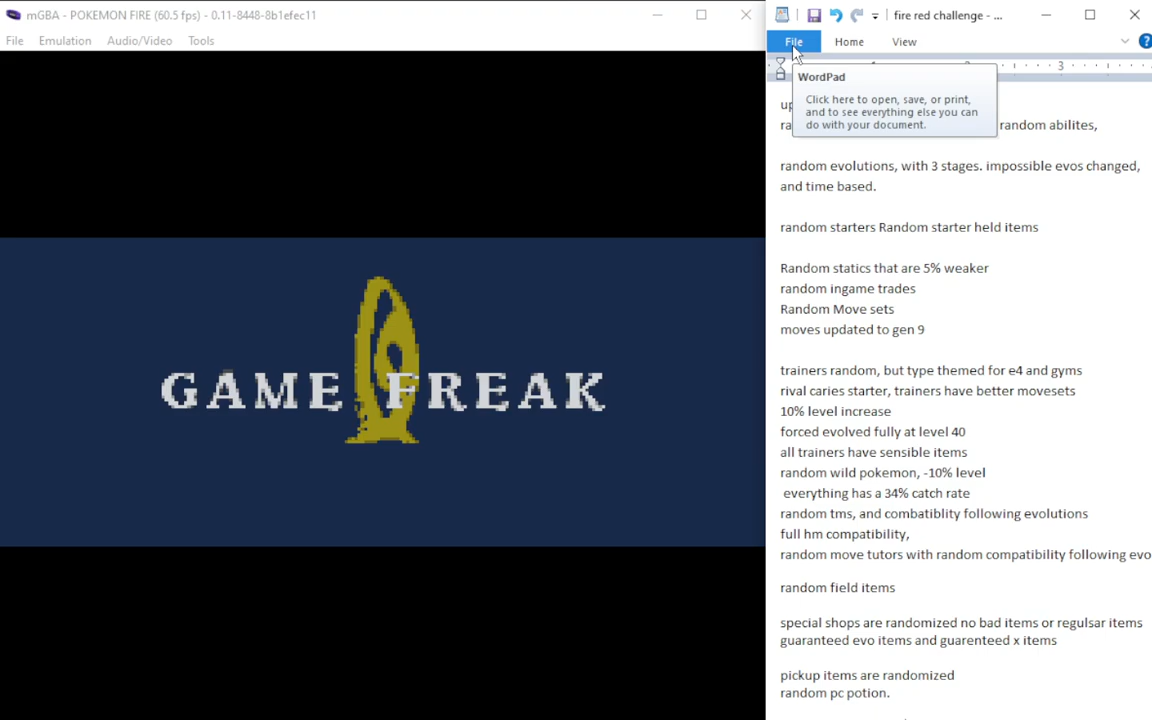 mGBA - POKEMON FIRE (60.5 fps) - 0.11-8448-8b1efec11
File Emulation Audio/Video Tools
GAME FREAK
fire red challenge - ...
File Home View
3
WordPad
Click here to open, save, or print,
and to see everything else you can
do with your document.
up
ra random abilites,
random evolutions, with 3 stages. impossible evos changed,
and time based.
random starters Random starter held items
Random statics that are 5% weaker
random ingame trades
Random Move sets
moves updated to gen 9
trainers random, but type themed for e4 and gyms
rival caries starter, trainers have better movesets
10% level increase
forced evolved fully at level 40
all trainers have sensible items
random wild pokemon, -10% level
everything has a 34% catch rate
random tms, and combatiblity following evolutions
full hm compatibility,
random move tutors with random compatibility following evo
random field items
special shops are randomized no bad items or regulsar items
guaranteed evo items and guarenteed x items
pickup items are randomized
random pc potion.